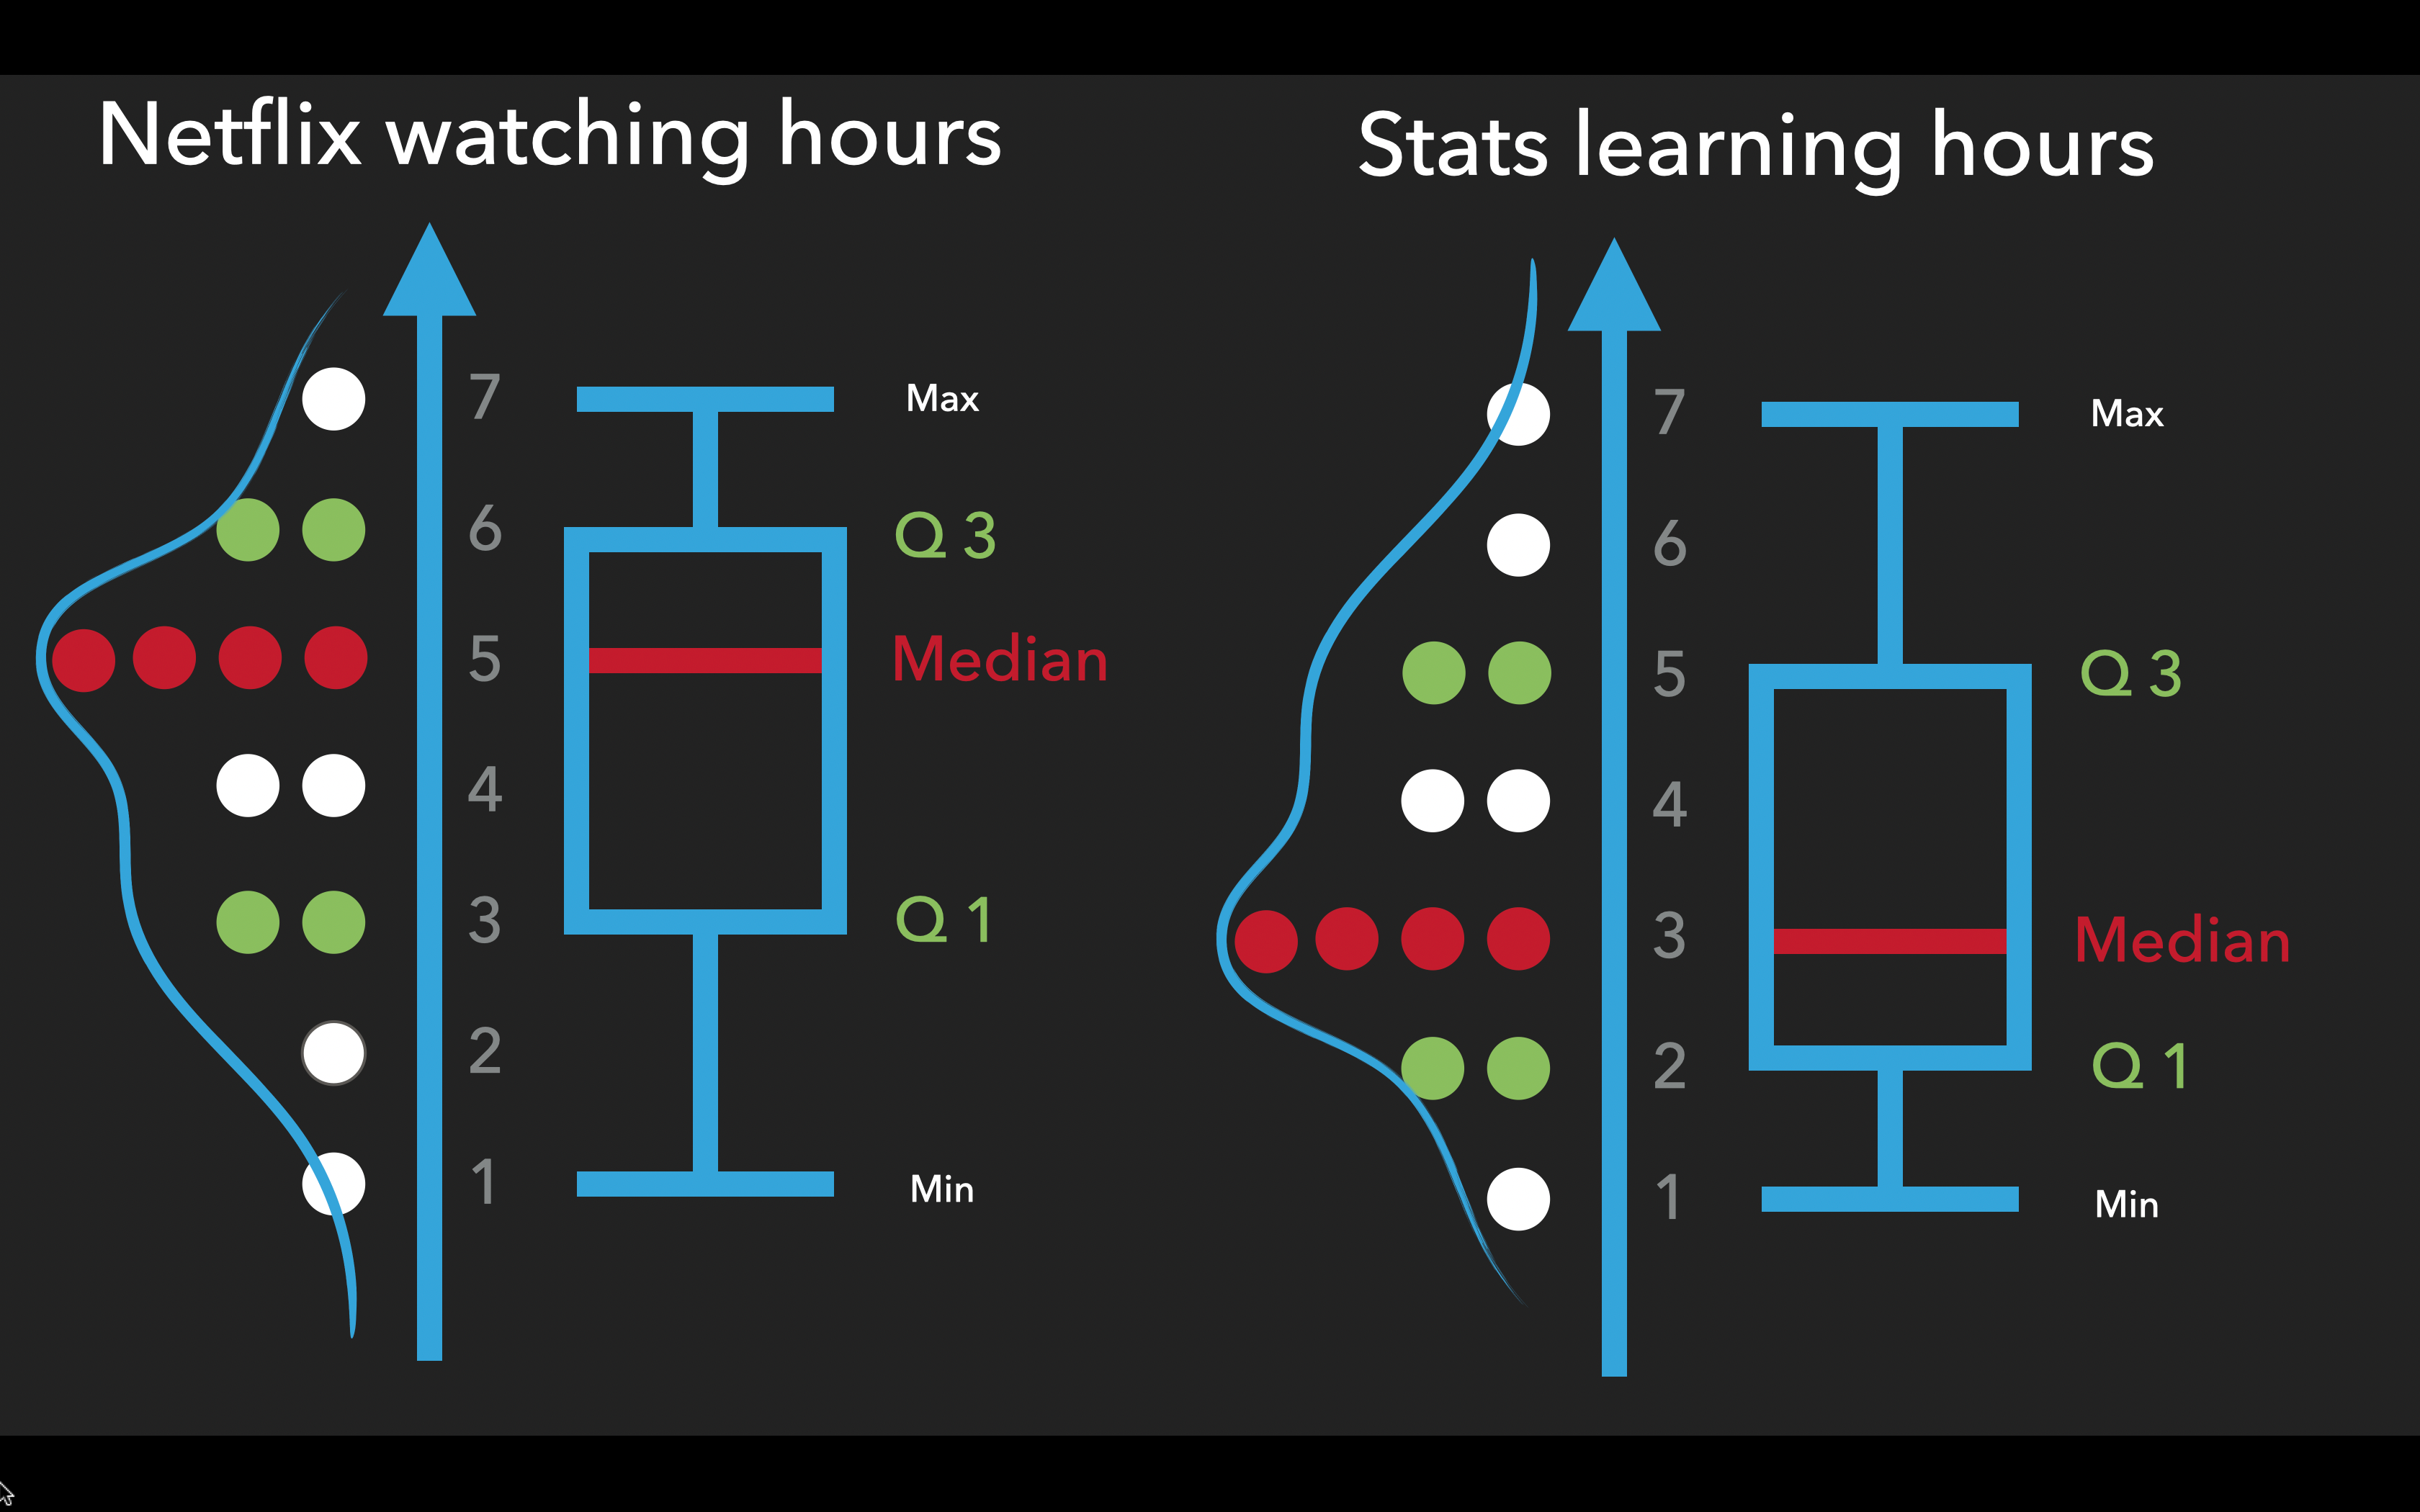 Netflix watching hours
7
Max
6
Q 3
5
Median
4
3
Q 1
2
1
Min
Stats learning hours
7
Max
6
5
Q 3
4
3
Median
2
Q 1
1
Min